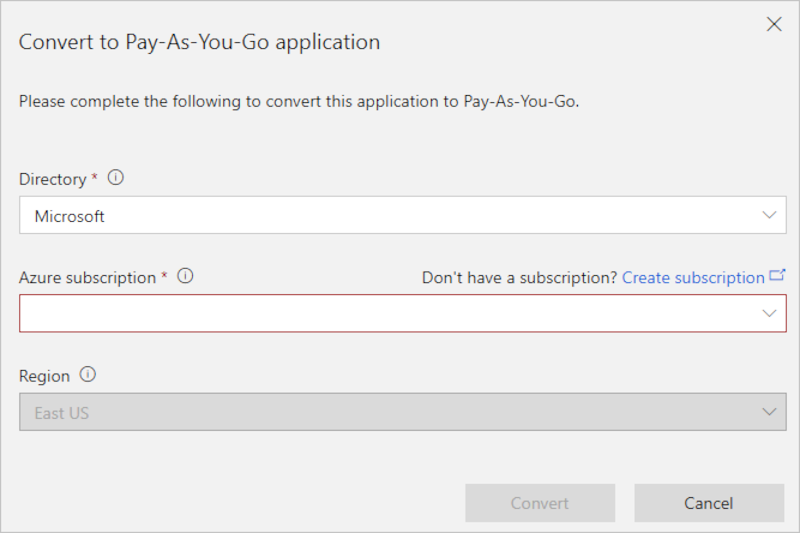 Convert to Pay-As-You-Go application
Please complete the following to convert this application to Pay-As-You-Go.
Directory *
Microsoft
Azure subscription * Don't have a subscription? Create subscription
Region
East US
Convert Cancel